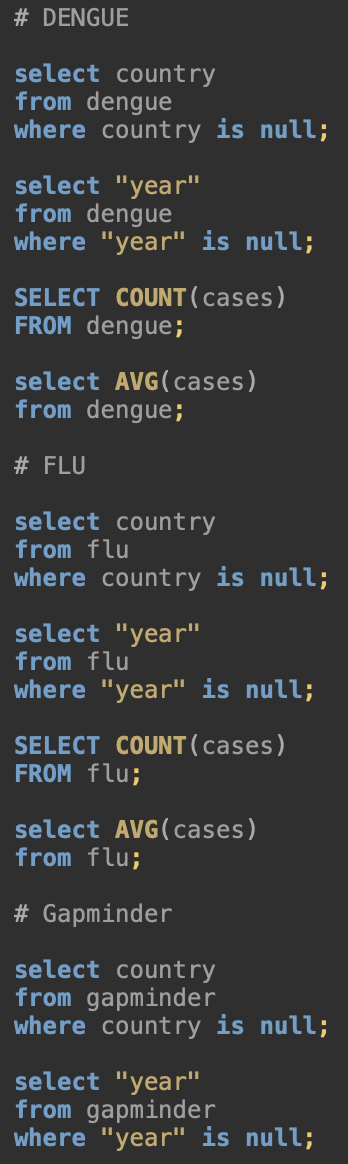 # DENGUE
select country
from dengue
where country is null;
select "year"
from dengue
where "year" is null;
SELECT COUNT(cases)
FROM dengue;
select AVG(cases)
from dengue;
# FLU
select country
from flu
where country is null;
select "year"
from flu
where "year" is null;
SELECT COUNT(cases)
FROM flu;
select AVG(cases)
from flu;
# Gapminder
select country
from gapminder
where country is null;
select "year"
from gapminder
where "year" is null;